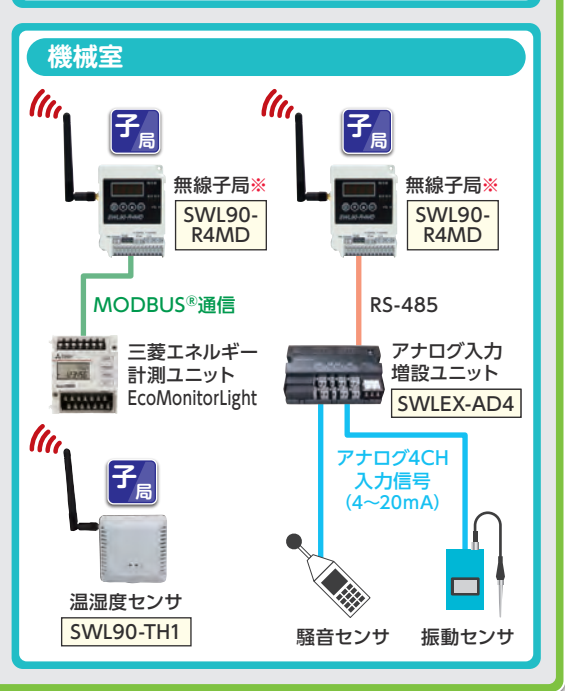 機械室
子局
無線子局※
SWL90-
R4MD
MODBUS®通信
三菱エネルギー
計測ユニット
EcoMonitorLight
子局
無線子局※
SWL90-
R4MD
RS-485
アナログ入力
増設ユニット
SWLEX-AD4
アナログ4CH
入力信号
(4〜20mA)
子局
温湿度センサ
SWL90-TH1
騒音センサ
振動センサ